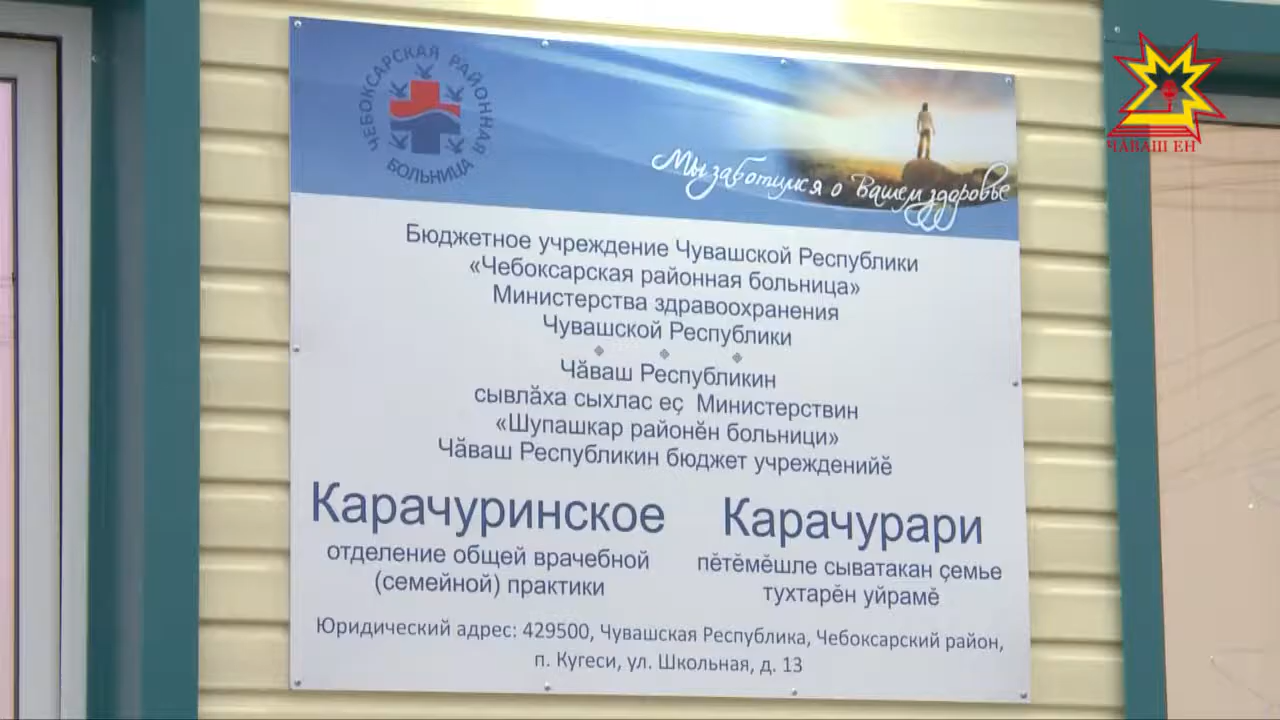 ЧЕБОКСАРСКАЯ РАЙОННАЯ
БОЛЬНИЦА
Мы заботимся о Вашем здоровье
ЧĂВАШ ЕН
Бюджетное учреждение Чувашской Республики
«Чебоксарская районная больница»
Министерства здравоохранения
Чувашской Республики
Чӑваш Республикин
сывлӑха сыхлас еҫ Министерствин
«Шупашкар районӗн больници»
Чӑваш Республикин бюджет учрежденийӗ
Карачуринское
отделение общей врачебной
(семейной) практики
Карачурари
пӗтӗмӗшле сыватакан ҫемье
тухтарӗн уйрамӗ
Юридический адрес: 429500, Чувашская Республика, Чебоксарский район,
п. Кугеси, ул. Школьная, д. 13